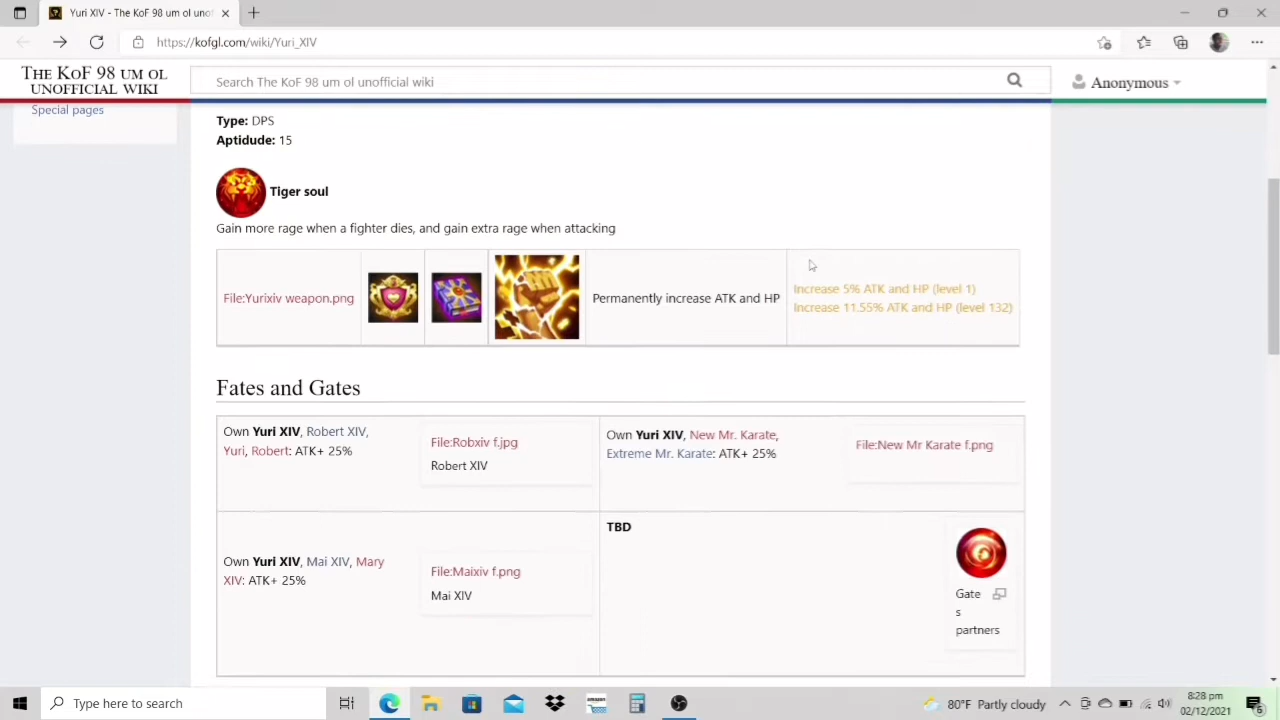 Yuri XIV - The KoF 98 um ol unof
https://kofgl.com/wiki/Yuri_XIV
THE KOF 98 UM OL
UNOFFICIAL WIKI
Search The KoF 98 um ol unofficial wiki
Anonymous
Special pages
Type: DPS
Aptidude: 15
Tiger soul
Gain more rage when a fighter dies, and gain extra rage when attacking
File:Yurixiv weapon.png
Permanently increase ATK and HP
Increase 5% ATK and HP (level 1)
Increase 11.55% ATK and HP (level 132)
Fates and Gates
Own Yuri XIV, Robert XIV,
Yuri, Robert: ATK+ 25%
File:Robxiv f.jpg
Robert XIV
Own Yuri XIV, New Mr. Karate,
Extreme Mr. Karate: ATK+ 25%
File:New Mr Karate f.png
Own Yuri XIV, Mai XIV, Mary
XIV: ATK+ 25%
File:Maixiv f.png
Mai XIV
TBD
Gate
s
partners
Type here to search
amazon
80°F Partly cloudy
8:28 pm
02/12/2021
6